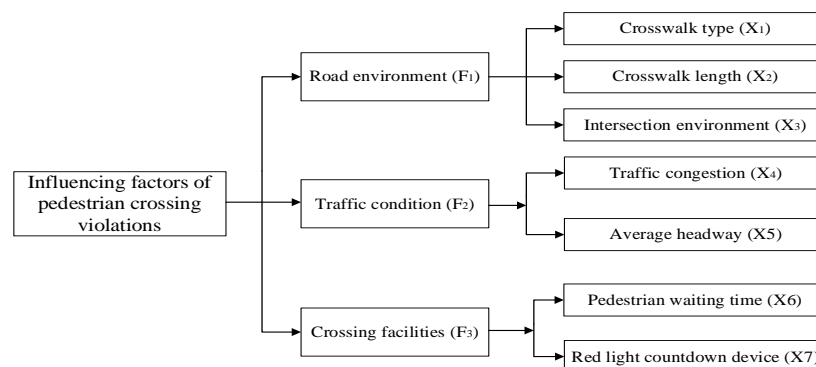 Influencing factors of
pedestrian crossing
violations
Road environment (F₁)
Crosswalk type (X₁)
Crosswalk length (X₂)
Intersection environment (X₃)
Traffic condition (F₂)
Traffic congestion (X₄)
Average headway (X5)
Crossing facilities (F₃)
Pedestrian waiting time (X6)
Red light countdown device (X7)